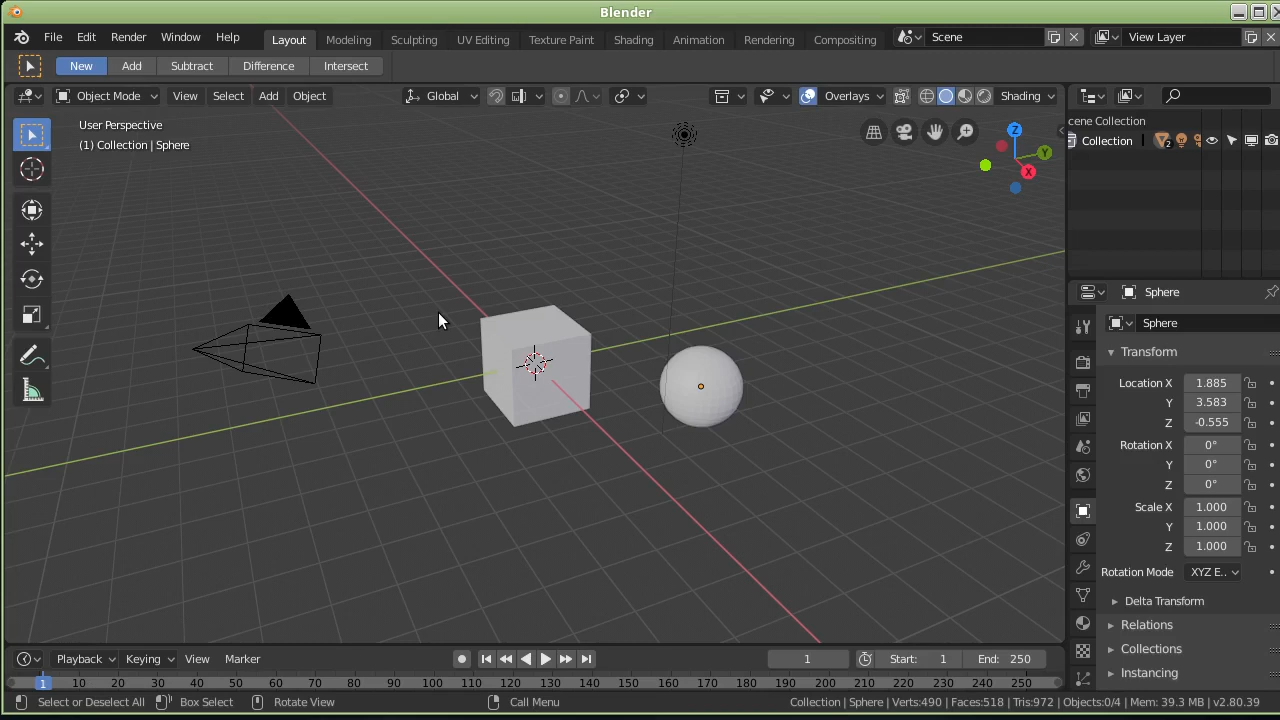 Blender
File Edit Render Window Help Layout Modeling Sculpting UV Editing Texture Paint Shading Animation Rendering Compositing Scene View Layer
New Add Subtract Difference Intersect
Object Mode View Select Add Object Global Overlays Shading
User Perspective
(1) Collection | Sphere
Z
Y
X
cene Collection
Collection 2
Sphere
Sphere
Transform
Location X 1.885
Y 3.583
Z -0.555
Rotation X 0°
Y 0°
Z 0°
Scale X 1.000
Y 1.000
Z 1.000
Rotation Mode XYZ E..
Delta Transform
Relations
Collections
Instancing
Playback Keying View Marker 1 Start: 1 End: 250
1 10 20 30 40 50 60 70 80 90 100 110 120 130 140 150 160 170 180 190 200 210 220 230 240 250
Select or Deselect All Box Select Rotate View Call Menu Collection | Sphere | Verts:490 | Faces:518 | Tris:972 | Objects:0/4 | Mem: 39.3 MB | v2.80.39